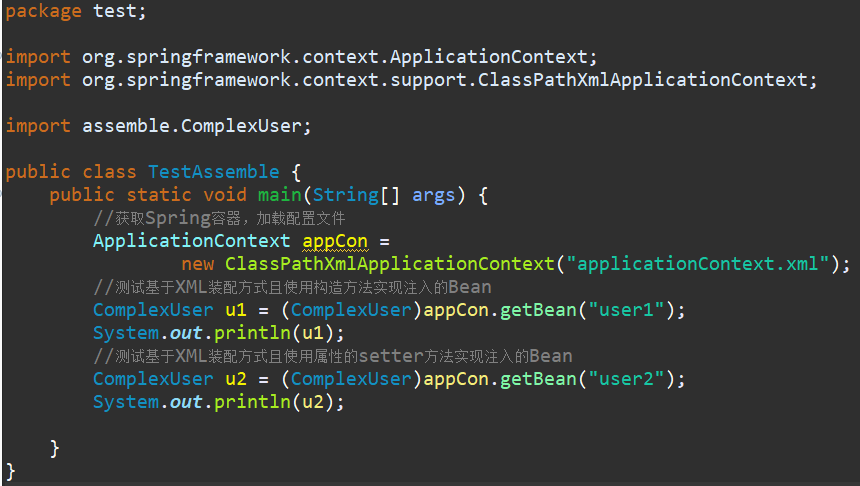 package test;
import org.springframework.context.ApplicationContext;
import org.springframework.context.support.ClassPathXmlApplicationContext;
import assemble.ComplexUser;
public class TestAssemble {
public static void main(String[] args) {
//获取Spring容器，加载配置文件
ApplicationContext appCon =
new ClassPathXmlApplicationContext("applicationContext.xml");
//测试基于XML装配方式且使用构造方法实现注入的Bean
ComplexUser u1 = (ComplexUser)appCon.getBean("user1");
System.out.println(u1);
//测试基于XML装配方式且使用属性的setter方法实现注入的Bean
ComplexUser u2 = (ComplexUser)appCon.getBean("user2");
System.out.println(u2);
}
}